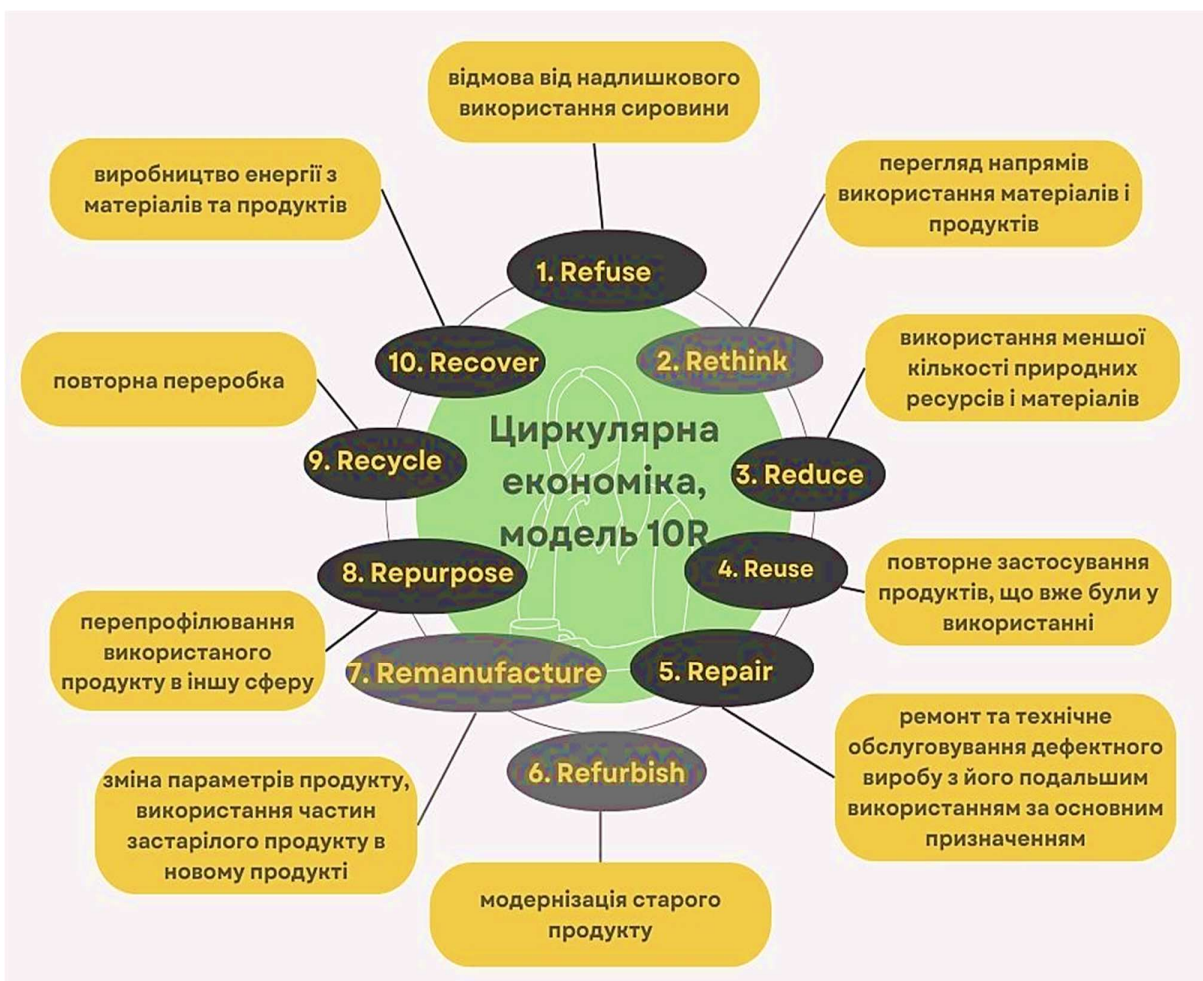 відмова від надлишкового
використання сировини
виробництво енергії з
матеріалів та продуктів
перегляд напрямів
використання матеріалів і
продуктів
1. Refuse
10. Recover
2. Rethink
повторна переробка
використання меншої
кількості природних
ресурсів і матеріалів
Циркулярна
економіка,
модель 10R
9. Recycle
3. Reduce
8. Repurpose
4. Reuse
повторне застосування
продуктів, що вже були у
використанні
перепрофілювання
використаного
продукту в іншу сферу
7. Remanufacture
5. Repair
6. Refurbish
ремонт та технічне
обслуговування дефектного
виробу з його подальшим
використанням за основним
призначенням
зміна параметрів продукту,
використання частин
застарілого продукту в
новому продукті
модернізація старого
продукту